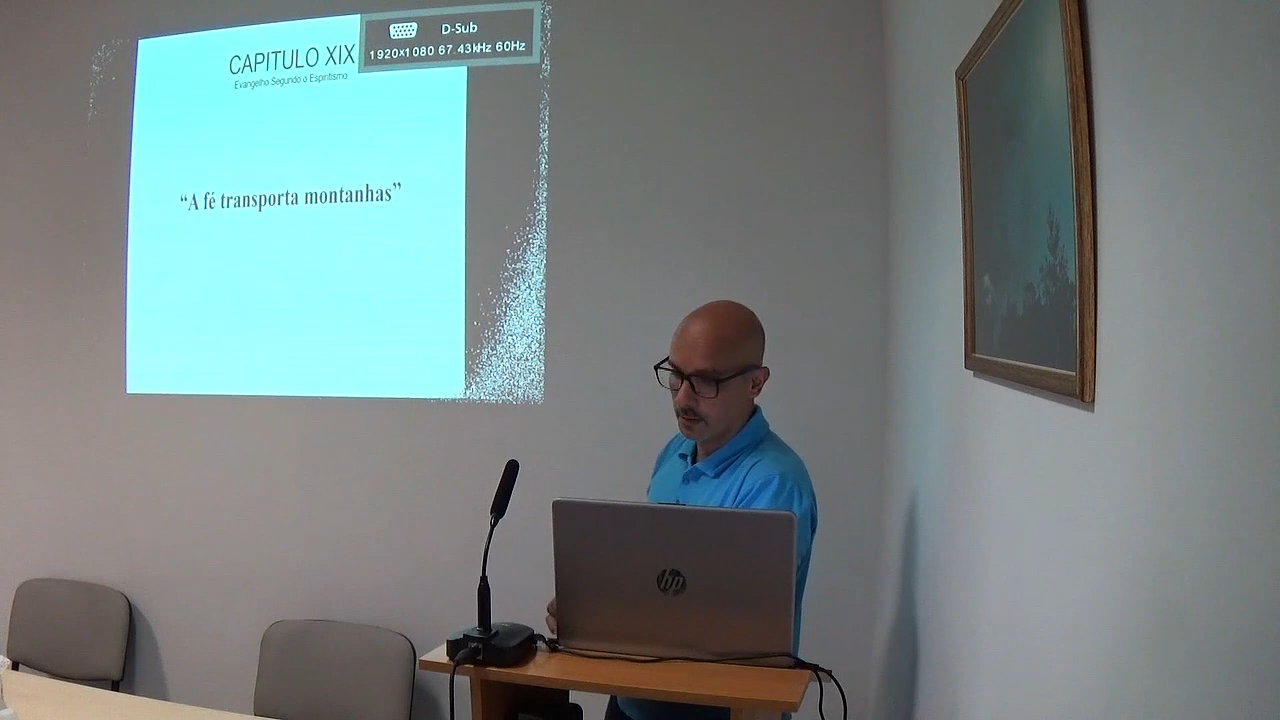 D-Sub
1920x1080 67.43kHz 60Hz
CAPITULO XIX
Evangelho Segundo o Espiritismo
“A fé transporta montanhas”
hp